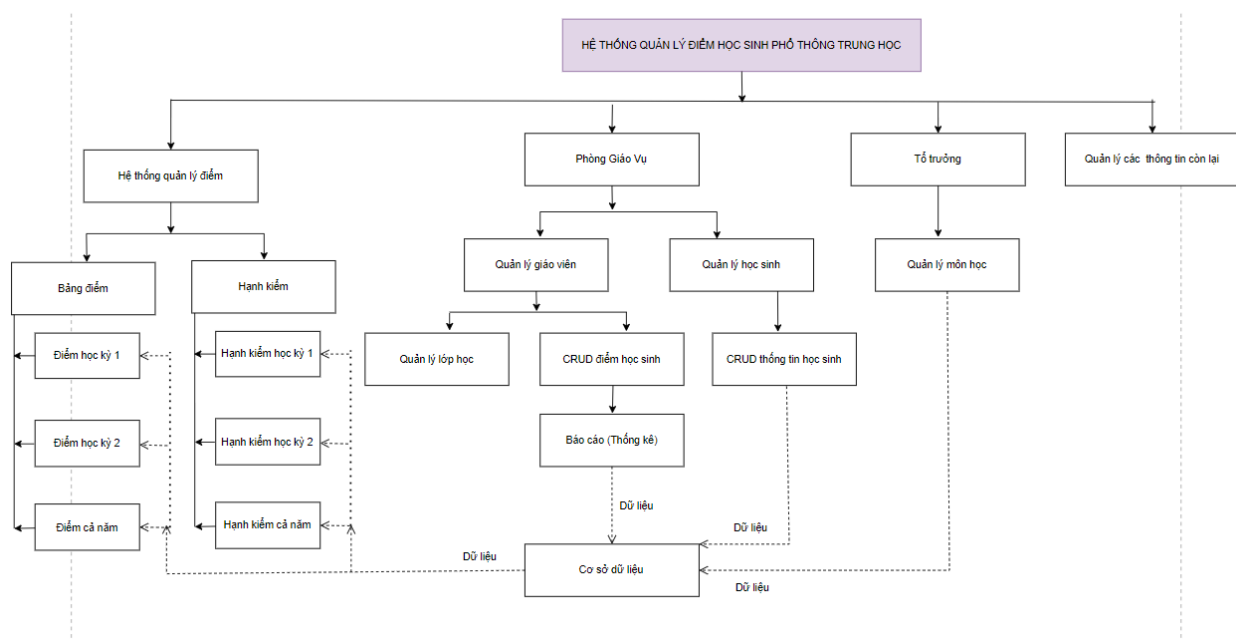 HỆ THỐNG QUẢN LÝ ĐIỂM HỌC SINH PHỔ THÔNG TRUNG HỌC
Hệ thống quản lý điểm
Phòng Giáo Vụ
Tổ trưởng
Quản lý các thông tin còn lại
Bảng điểm
Hạnh kiểm
Quản lý giáo viên
Quản lý học sinh
Quản lý môn học
Điểm học kỳ 1
Hạnh kiểm học kỳ 1
Quản lý lớp học
CRUD điểm học sinh
CRUD thống tin học sinh
Điểm học kỳ 2
Hạnh kiểm học kỳ 2
Báo cáo (Thống kê)
Điểm cả năm
Hạnh kiểm cả năm
Dữ liệu
Dữ liệu
Dữ liệu
Cơ sở dữ liệu
Dữ liệu